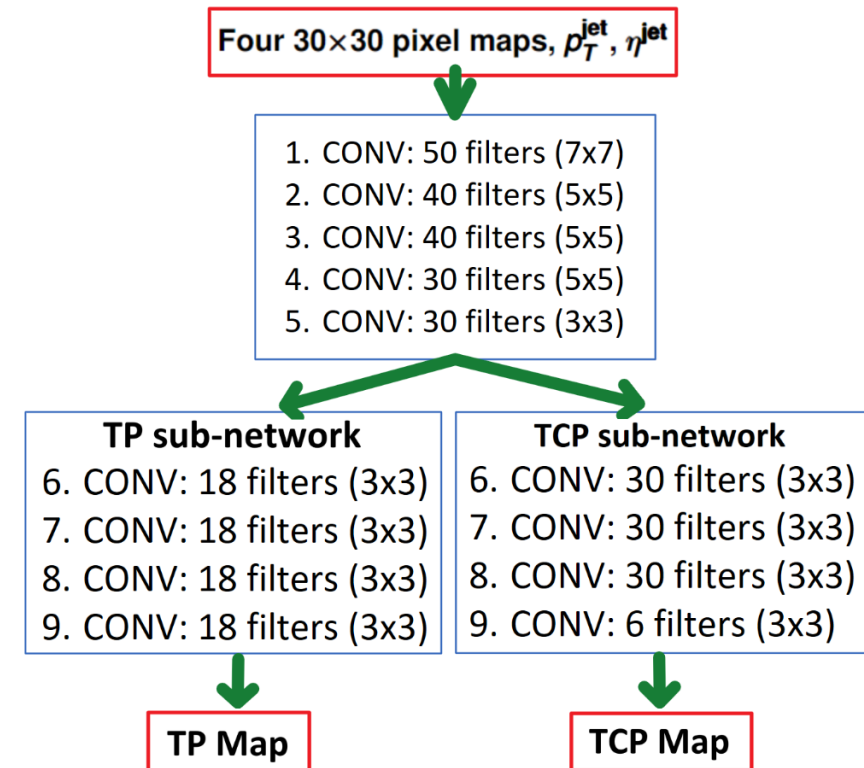 Four 30×30 pixel maps, p_T^jet, η^jet
1. CONV: 50 filters (7x7)
2. CONV: 40 filters (5x5)
3. CONV: 40 filters (5x5)
4. CONV: 30 filters (5x5)
5. CONV: 30 filters (3x3)
TP sub-network
6. CONV: 18 filters (3x3)
7. CONV: 18 filters (3x3)
8. CONV: 18 filters (3x3)
9. CONV: 18 filters (3x3)
TCP sub-network
6. CONV: 30 filters (3x3)
7. CONV: 30 filters (3x3)
8. CONV: 30 filters (3x3)
9. CONV: 6 filters (3x3)
TP Map
TCP Map